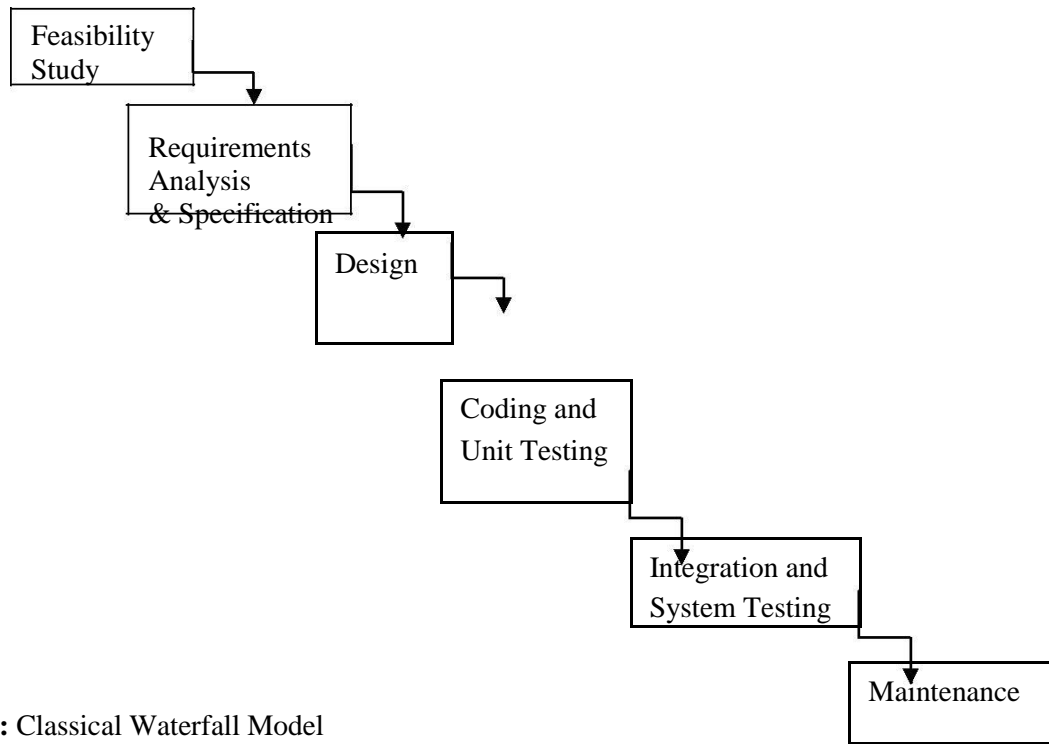 Feasibility
Study
Requirements
Analysis
& Specification
Design
Coding and
Unit Testing
Integration and
System Testing
Maintenance
: Classical Waterfall Model